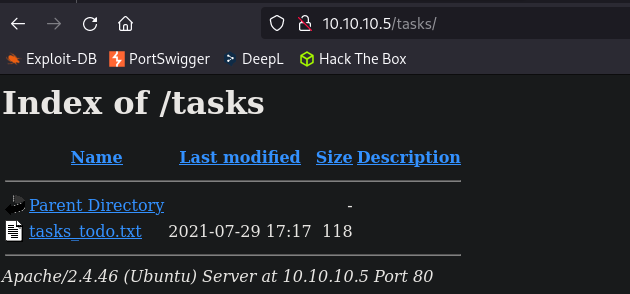 10.10.10.5/tasks/
Exploit-DB PortSwigger DeepL Hack The Box
Index of /tasks
Name Last modified Size Description
Parent Directory -
tasks_todo.txt 2021-07-29 17:17 118
Apache/2.4.46 (Ubuntu) Server at 10.10.10.5 Port 80